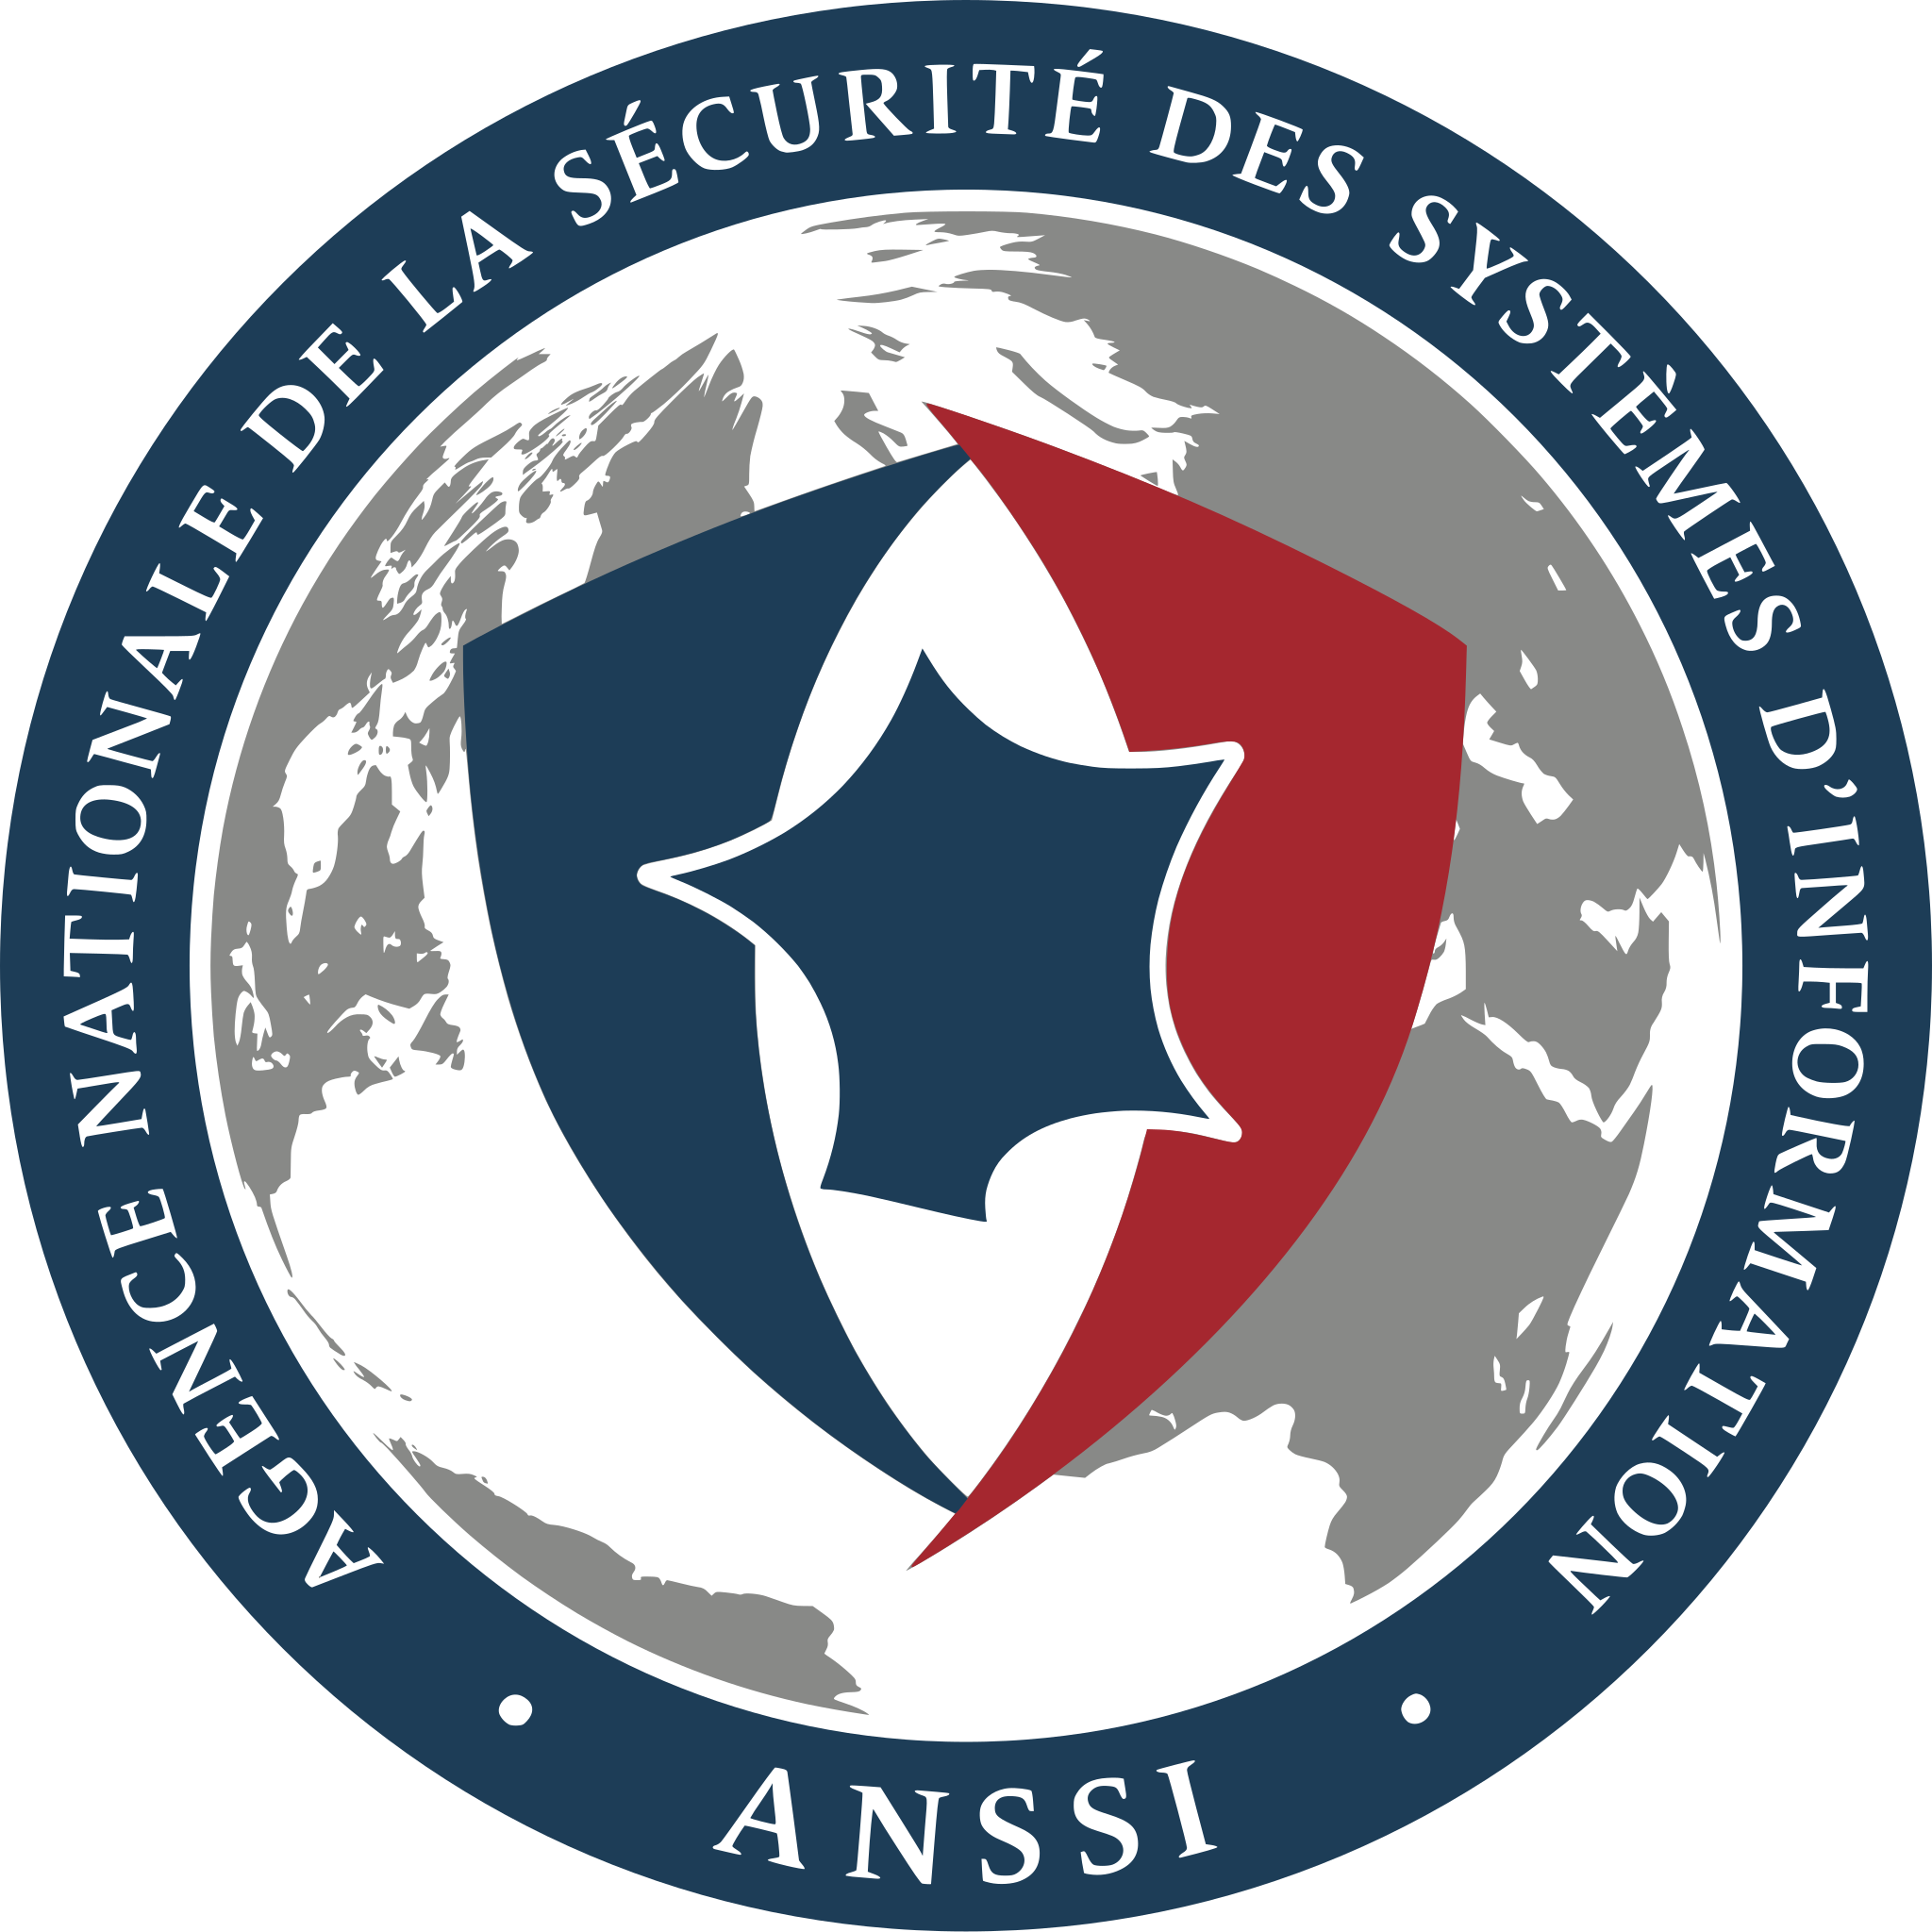 AGENCE NATIONALE DE LA SÉCURITÉ DES SYSTÈMES D'INFORMATION
• ANSSI •